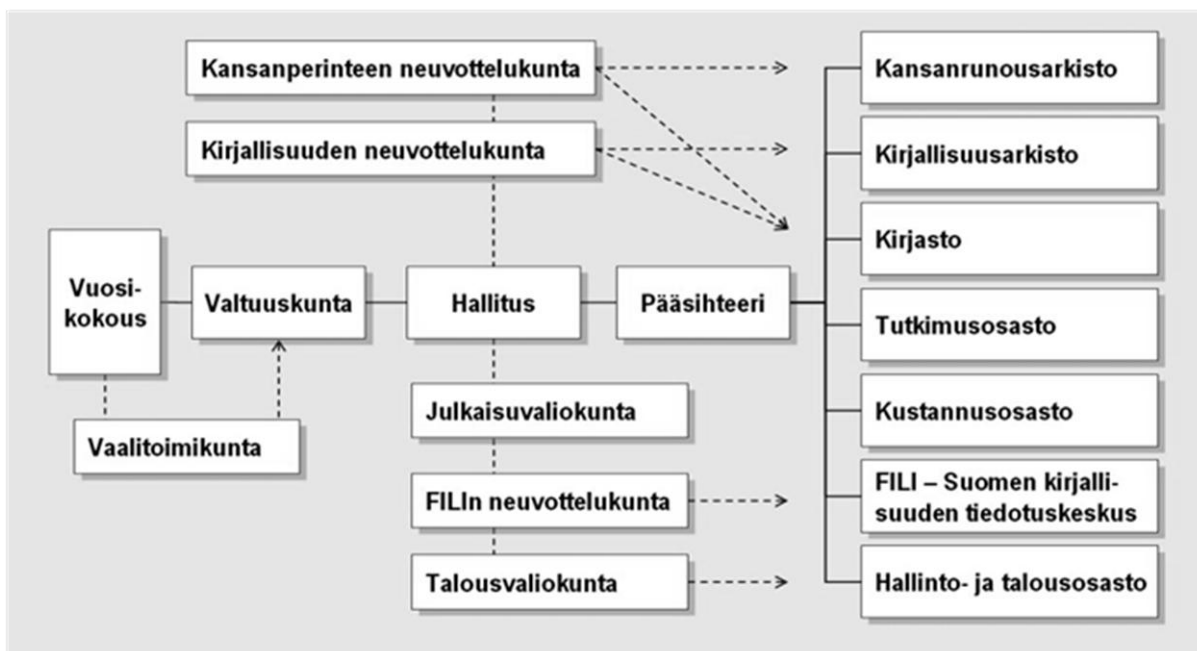 Kansanperinteen neuvottelukunta
Kirjallisuuden neuvottelukunta
Vuosi-
kokous
Valtuuskunta
Hallitus
Pääsihteeri
Vaalitoimikunta
Julkaisuvaliokunta
FILIn neuvottelukunta
Talousvaliokunta
Kansanrunousarkisto
Kirjallisuusarkisto
Kirjasto
Tutkimusosasto
Kustannusosasto
FILI – Suomen kirjalli-
suuden tiedotuskeskus
Hallinto- ja talousosasto